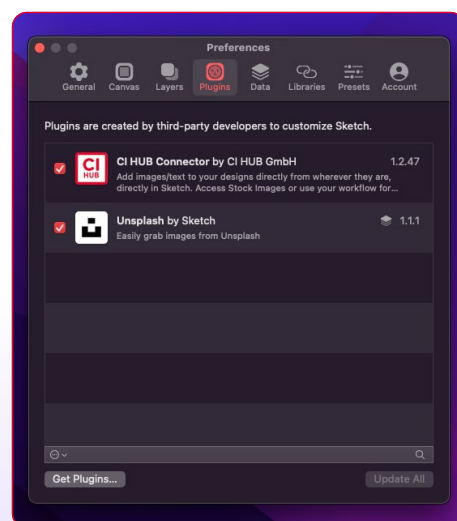 Preferences
General Canvas Layers Plugins Data Libraries Presets Account
Plugins are created by third-party developers to customize Sketch.
CI HUB
CI HUB Connector by CI HUB GmbH 1.2.47
Add images/text to your designs directly from wherever they are,
directly in Sketch. Access Stock Images or use your workflow for...
Unsplash by Sketch 1.1.1
Easily grab images from Unsplash
Get Plugins... Update All